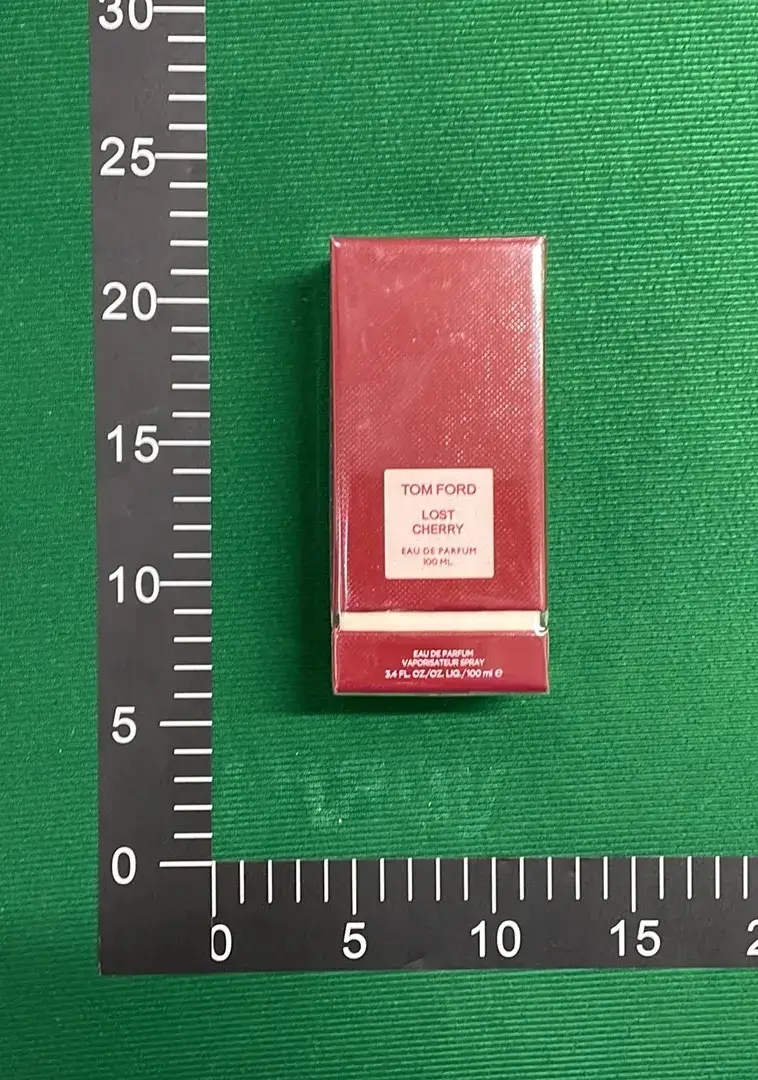 30
25
20
15
10
5
0
0 5 10 15 2
TOM FORD
LOST
CHERRY
EAU DE PARFUM
100 ML
EAU DE PARFUM
VAPORISATEUR SPRAY
3.4 FL. OZ./OZ. LIQ./100 ml ℮